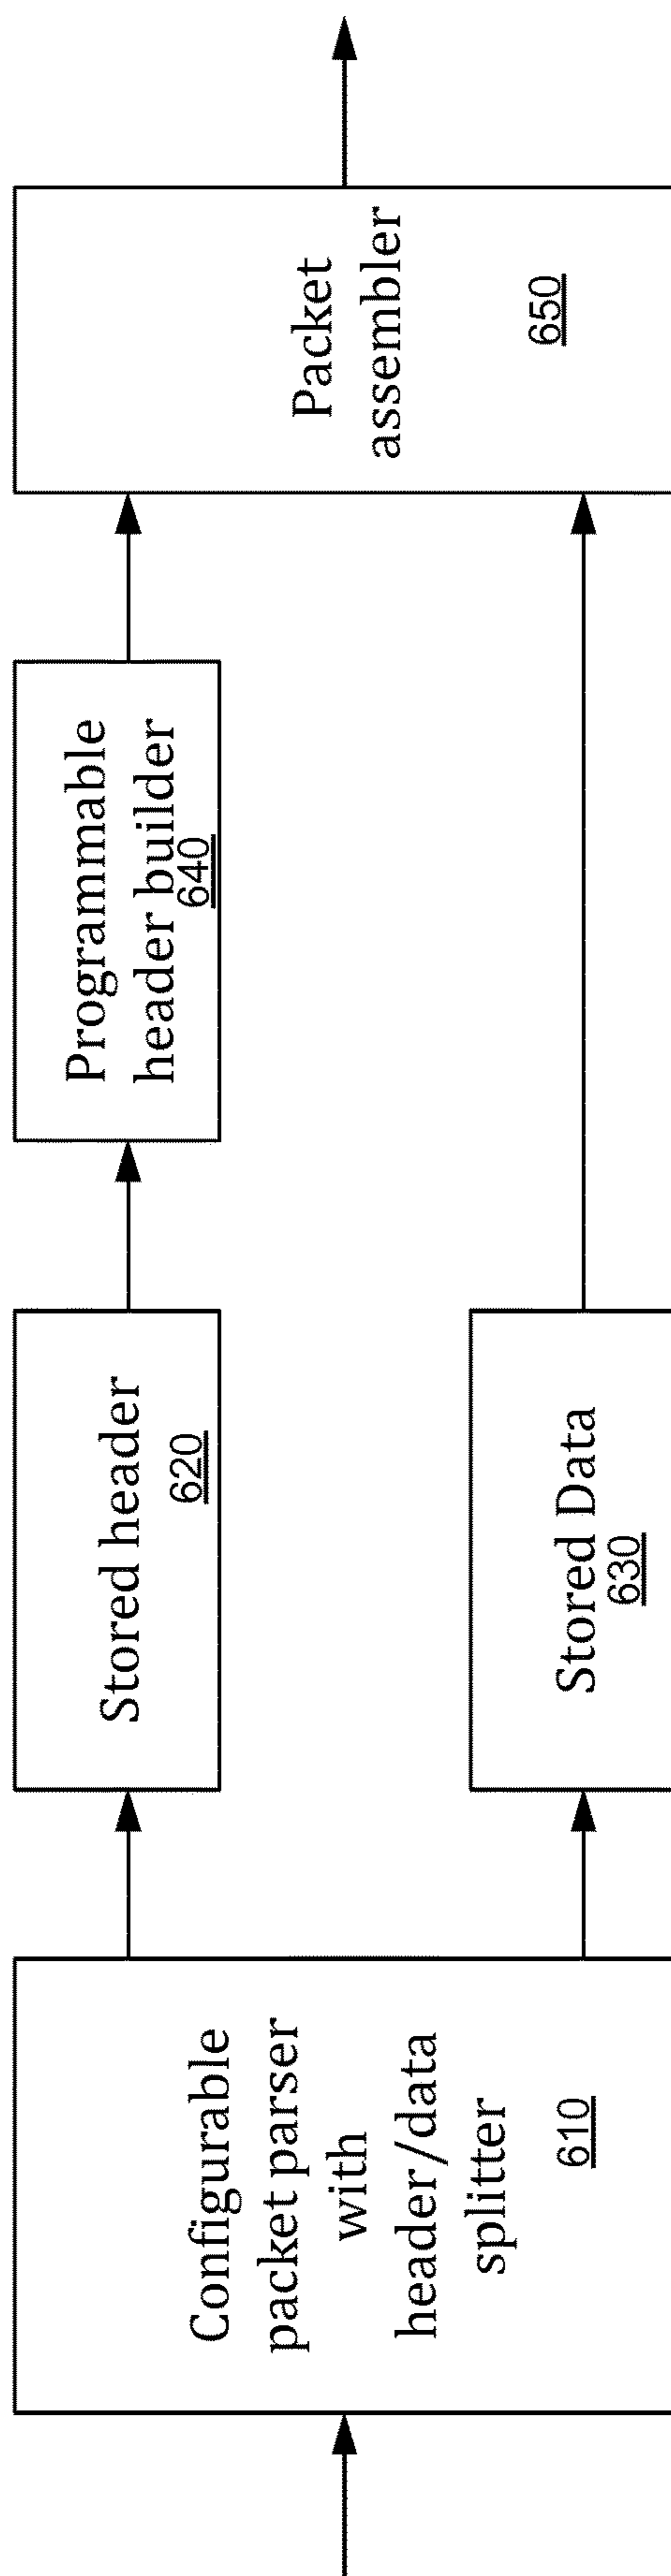 Configurable
packet parser
with
header/data
splitter
610
Stored header
620
Stored Data
630
Programmable
header builder
640
Packet
assembler
650